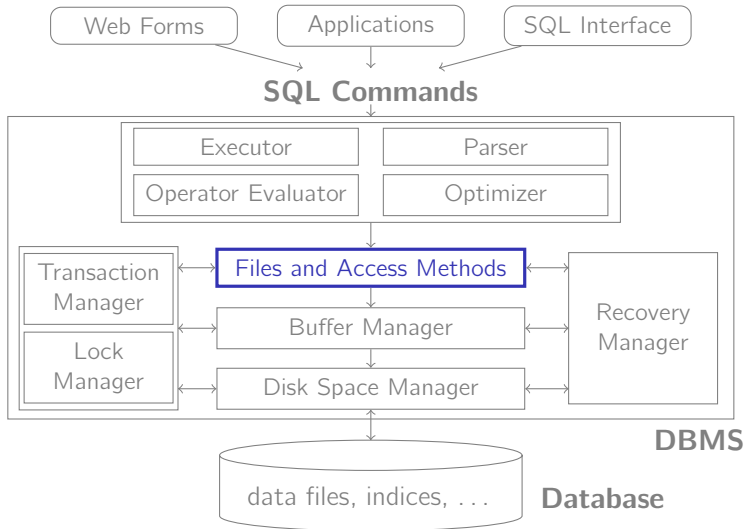 Web Forms
Applications
SQL Interface
SQL Commands
Executor
Parser
Operator Evaluator
Optimizer
Files and Access Methods
Transaction
Manager
Lock
Manager
Buffer Manager
Disk Space Manager
Recovery
Manager
DBMS
data files, indices, . . .
Database